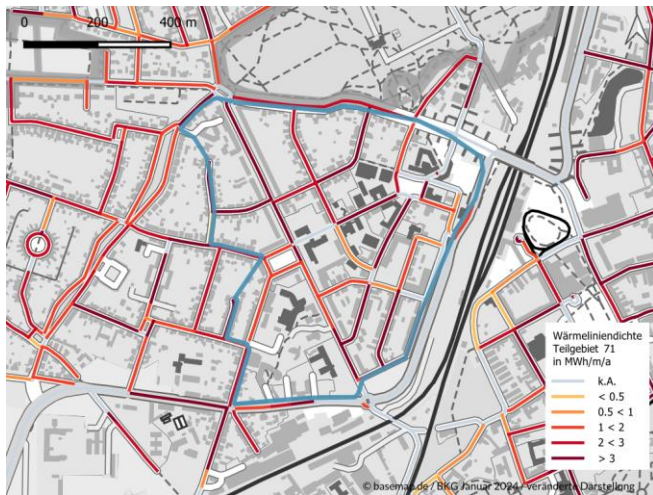 0 200 400 m
Wärmeliniendichte
Teilgebiet 71
in MWh/m/a
k.A.
< 0.5
0.5 < 1
1 < 2
2 < 3
> 3
© basemap.de / BKG Januar 2024 / veränderte Darstellung